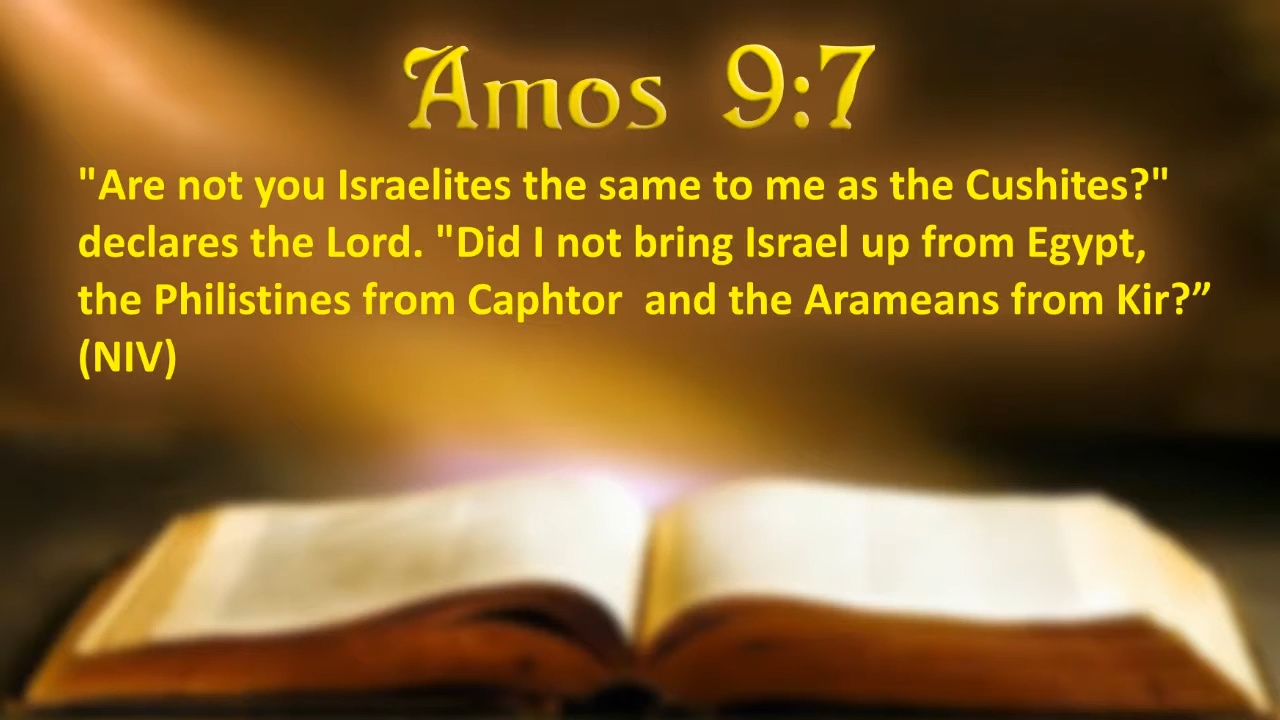 Amos 9:7
"Are not you Israelites the same to me as the Cushites?"
declares the Lord. "Did I not bring Israel up from Egypt,
the Philistines from Caphtor  and the Arameans from Kir?”
(NIV)